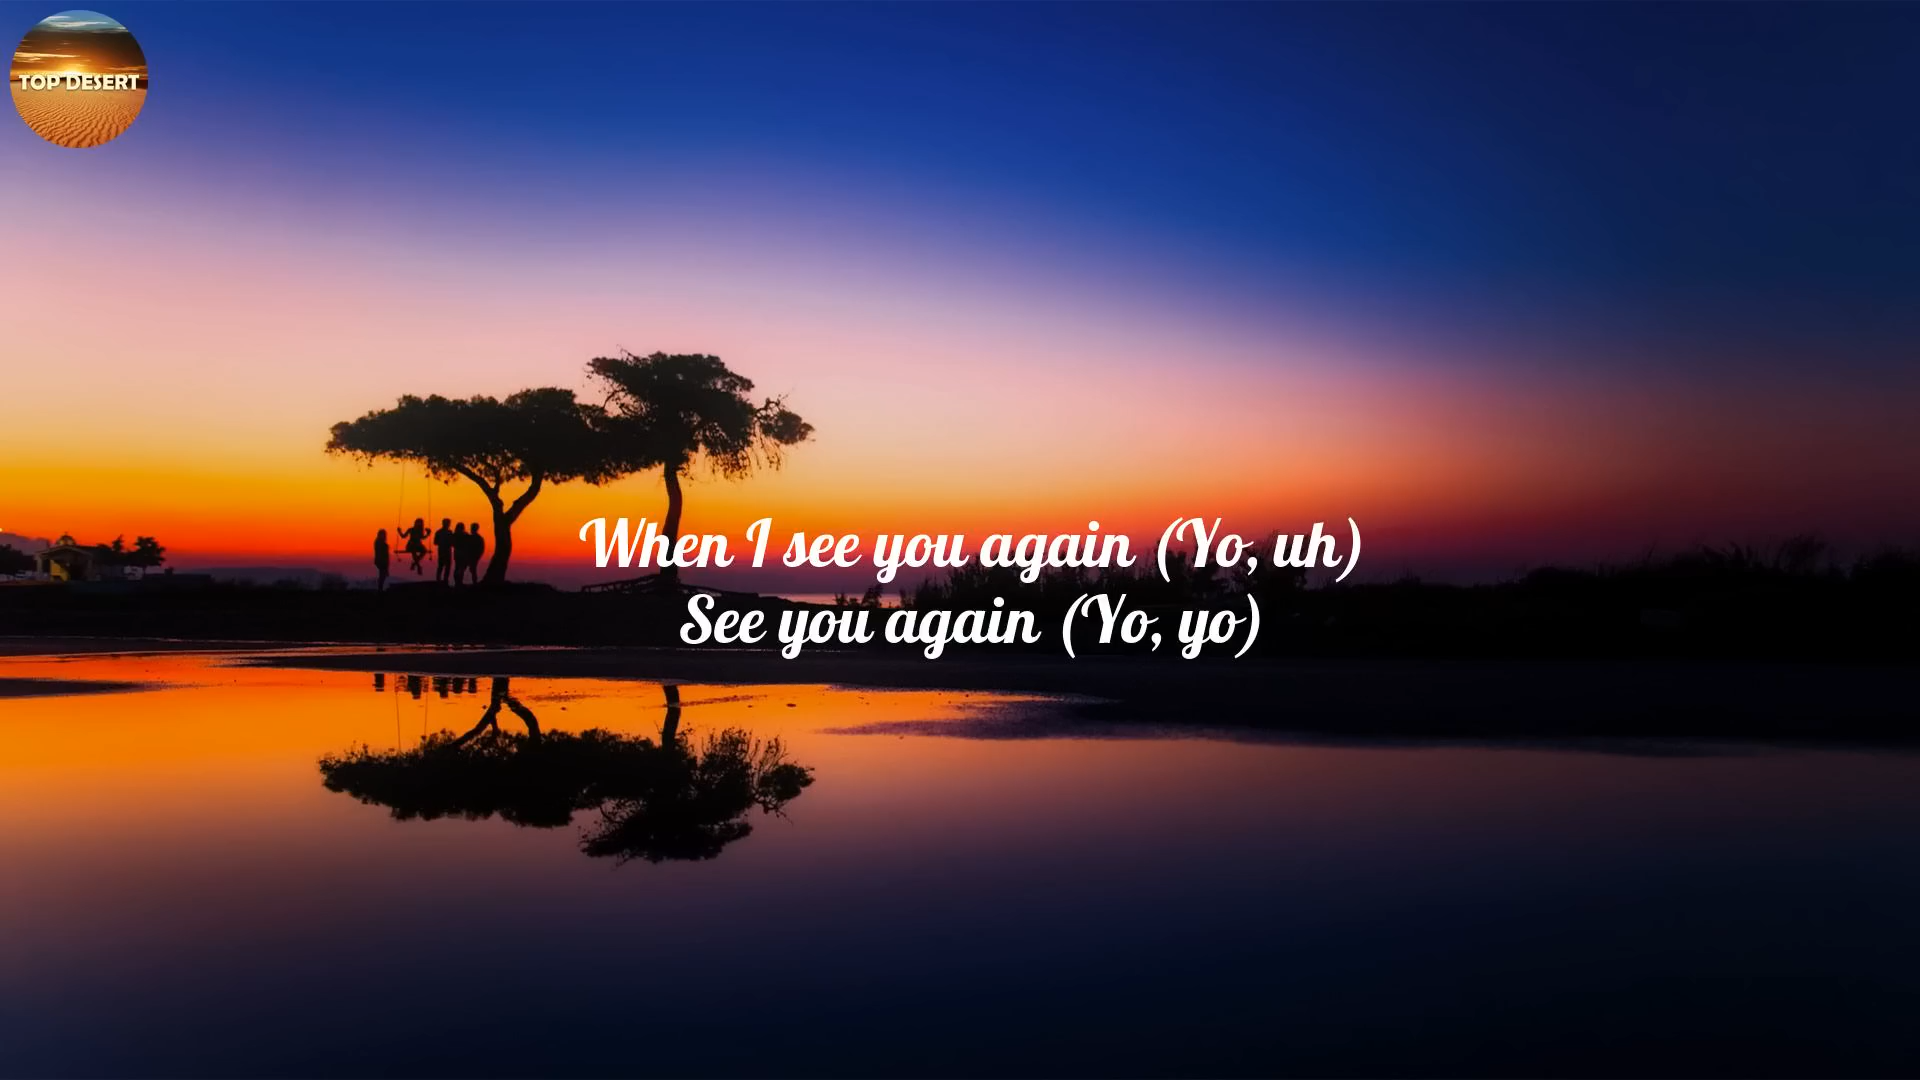 TOP DESERT
When I see you again (Yo, uh)
See you again (Yo, yo)